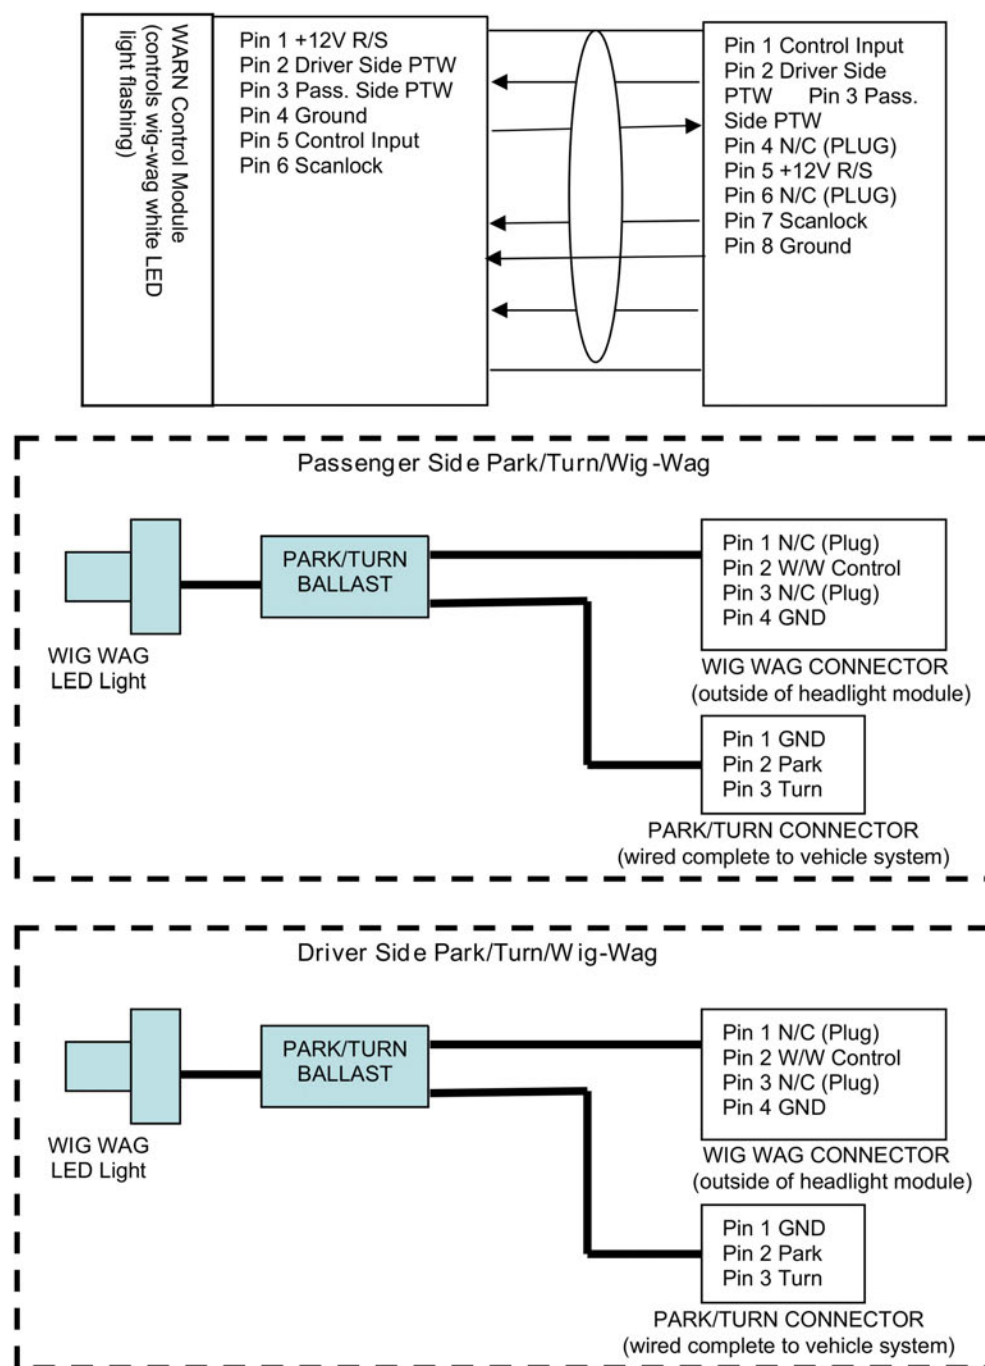 WARN Control Module
(controls wig-wag white LED
light flashing)
Pin 1 +12V R/S
Pin 2 Driver Side PTW
Pin 3 Pass. Side PTW
Pin 4 Ground
Pin 5 Control Input
Pin 6 Scanlock
Pin 1 Control Input
Pin 2 Driver Side
PTW Pin 3 Pass.
Side PTW
Pin 4 N/C (PLUG)
Pin 5 +12V R/S
Pin 6 N/C (PLUG)
Pin 7 Scanlock
Pin 8 Ground
Passenger Side Park/Turn/Wig-Wag
WIG WAG
LED Light
PARK/TURN
BALLAST
Pin 1 N/C (Plug)
Pin 2 W/W Control
Pin 3 N/C (Plug)
Pin 4 GND
WIG WAG CONNECTOR
(outside of headlight module)
Pin 1 GND
Pin 2 Park
Pin 3 Turn
PARK/TURN CONNECTOR
(wired complete to vehicle system)
Driver Side Park/Turn/Wig-Wag
WIG WAG
LED Light
PARK/TURN
BALLAST
Pin 1 N/C (Plug)
Pin 2 W/W Control
Pin 3 N/C (Plug)
Pin 4 GND
WIG WAG CONNECTOR
(outside of headlight module)
Pin 1 GND
Pin 2 Park
Pin 3 Turn
PARK/TURN CONNECTOR
(wired complete to vehicle system)